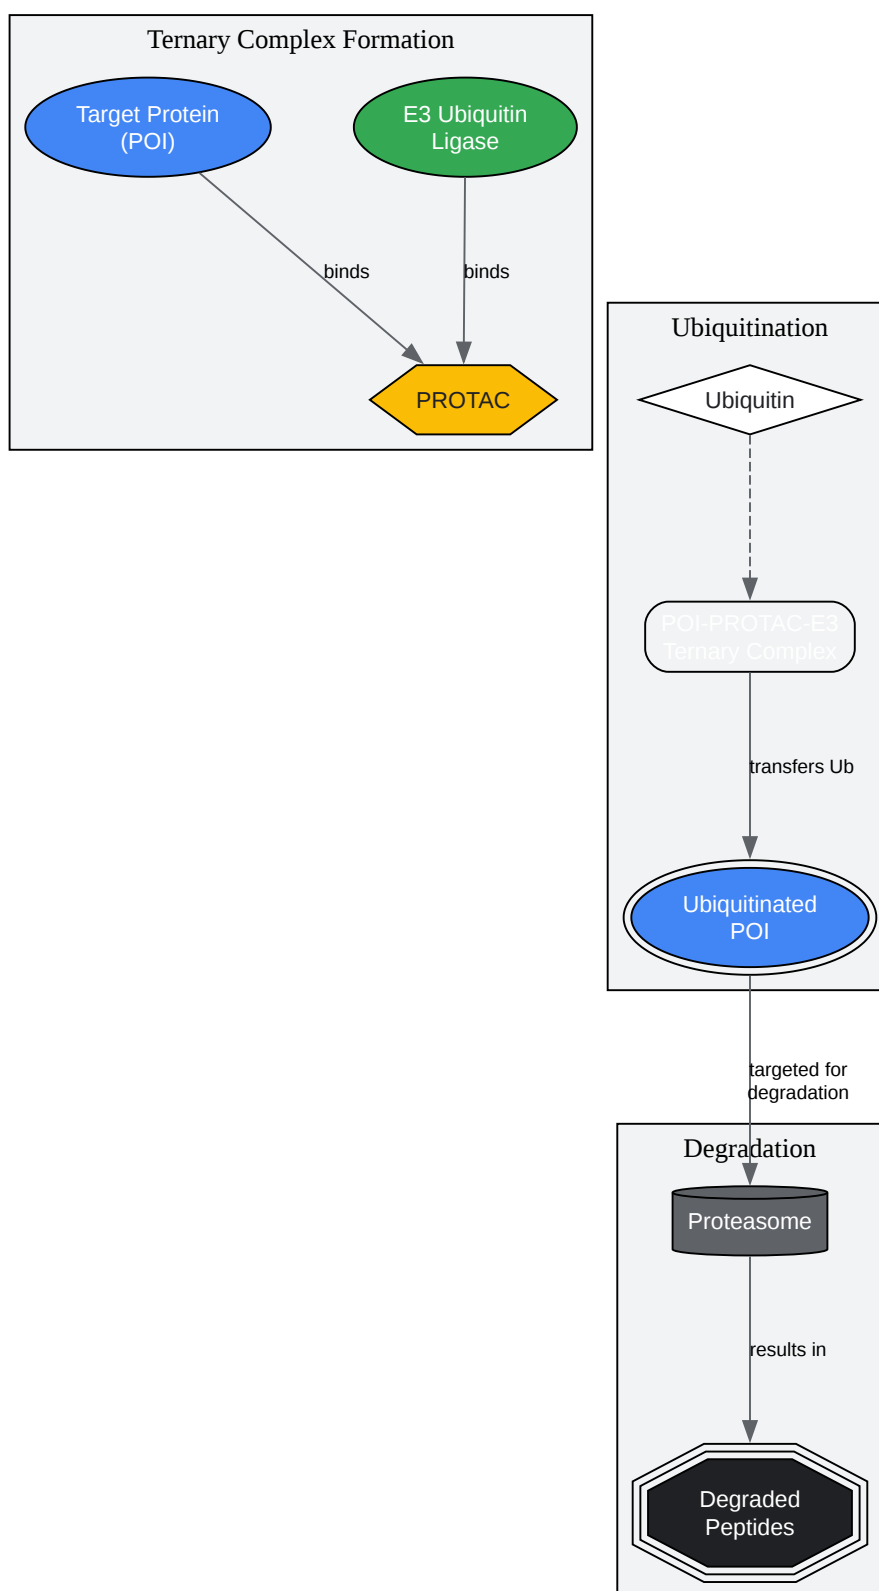 Ternary Complex Formation
Target Protein
(POI)
E3 Ubiquitin
Ligase
binds
binds
PROTAC
Ubiquitination
Ubiquitin
POI-PROTAC-E3
Ternary Complex
transfers Ub
Ubiquitinated
POI
targeted for
degradation
Degradation
Proteasome
results in
Degraded
Peptides